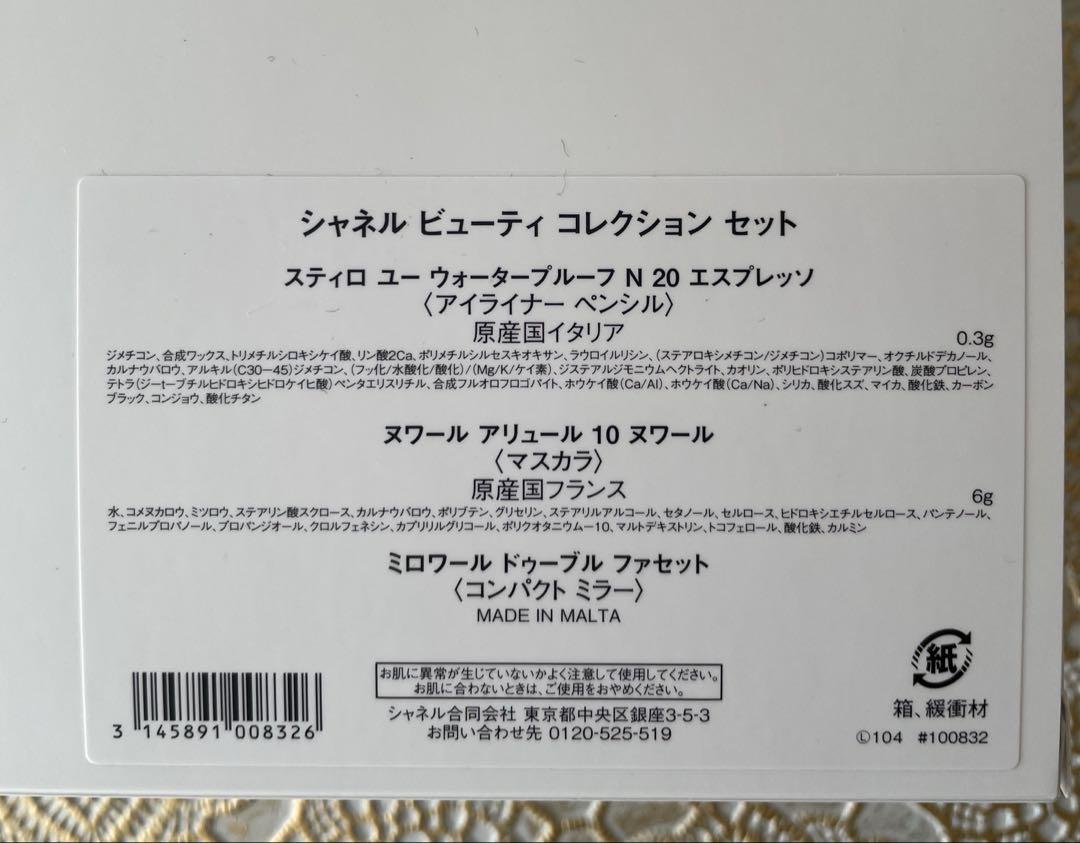 シャネル ビューティ コレクション セット
スティロ ユー ウォータープルーフ N 20 エスプレッソ
〈アイライナー ペンシル〉
原産国イタリア
0.3g
ジメチコン、合成ワックス、トリメチルシロキシケイ酸、リン酸2Ca、ポリメチルシルセスキオキサン、ラウロイルリシン、(ステアロキシメチコン/ジメチコン)コポリマー、オクチルドデカノール、
カルナウバロウ、アルキル(C30-45)ジメチコン、(フッ化/水酸化/酸化)/(Mg/K/ケイ素)、ジステアルジモニウムヘクトライト、カオリン、ポリヒドロキシステアリン酸、炭酸プロピレン、
テトラ(ジ-t-ブチルヒドロキシヒドロケイヒ酸)ペンタエリスリチル、合成フルオロフロゴパイト、ホウケイ酸(Ca/Al)、ホウケイ酸(Ca/Na)、シリカ、酸化スズ、マイカ、酸化鉄、カーボン
ブラック、コンジョウ、酸化チタン
ヌワール アリュール 10 ヌワール
〈マスカラ〉
原産国フランス
6g
水、コメヌカロウ、ミツロウ、ステアリン酸スクロース、カルナウバロウ、ポリブテン、グリセリン、ステアリルアルコール、セタノール、セルロース、ヒドロキシエチルセルロース、パンテノール、
フェニルプロパノール、プロパンジオール、クロルフェネシン、カプリリルグリコール、ポリクオタニウム-10、マルトデキストリン、トコフェロール、酸化鉄、カルミン
ミロワール ドゥーブル ファセット
〈コンパクト ミラー〉
MADE IN MALTA
お肌に異常が生じていないかよく注意して使用してください。
お肌に合わないときは、ご使用をおやめください。
シャネル合同会社 東京都中央区銀座3-5-3
お問い合わせ先 0120-525-519
3 145891 008326
紙
箱、緩衝材
Ⓛ104 #100832